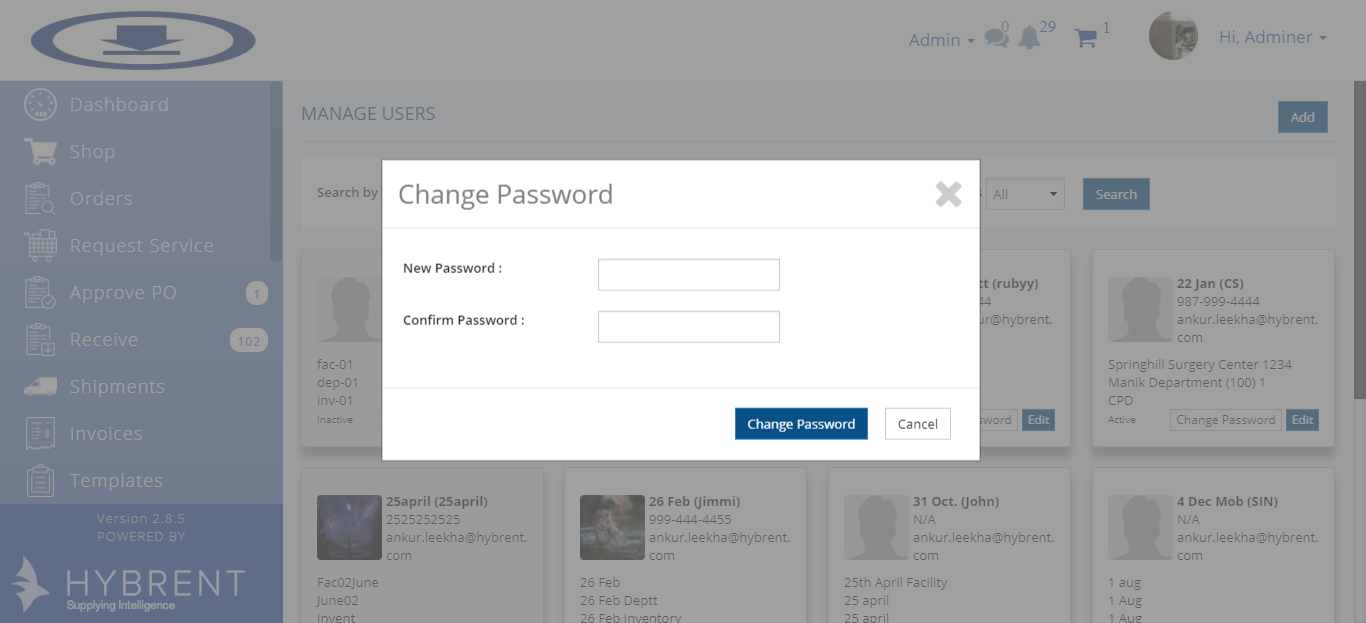 Admin
0
29
1
Hi, Adminer
Dashboard
Shop
Orders
Request Service
Approve PO
1
Receive
102
Shipments
Invoices
Templates
Version 2.8.5
POWERED BY
HYBRENT
Supplying Intelligence
MANAGE USERS
Add
Search by
All
Search
Change Password
New Password :
Confirm Password :
Change Password
Cancel
fac-01
dep-01
inv-01
Inactive
(rubyy)
44
ur@hybrent.
Edit
22 Jan (CS)
987-999-4444
ankur.leekha@hybrent.
com
Springhill Surgery Center 1234
Manik Department (100) 1
CPD
Active
Change Password
Edit
25april (25april)
2525252525
ankur.leekha@hybrent.
com
Fac02June
June02
Invent
26 Feb (Jimmi)
999-444-4455
ankur.leekha@hybrent.
com
26 Feb
26 Feb Deptt
26 Feb Inventory
31 Oct. (John)
N/A
ankur.leekha@hybrent.
com
25th April Facility
25 april
25 april
4 Dec Mob (SIN)
N/A
ankur.leekha@hybrent.
com
1 aug
1 Aug
1 Aug